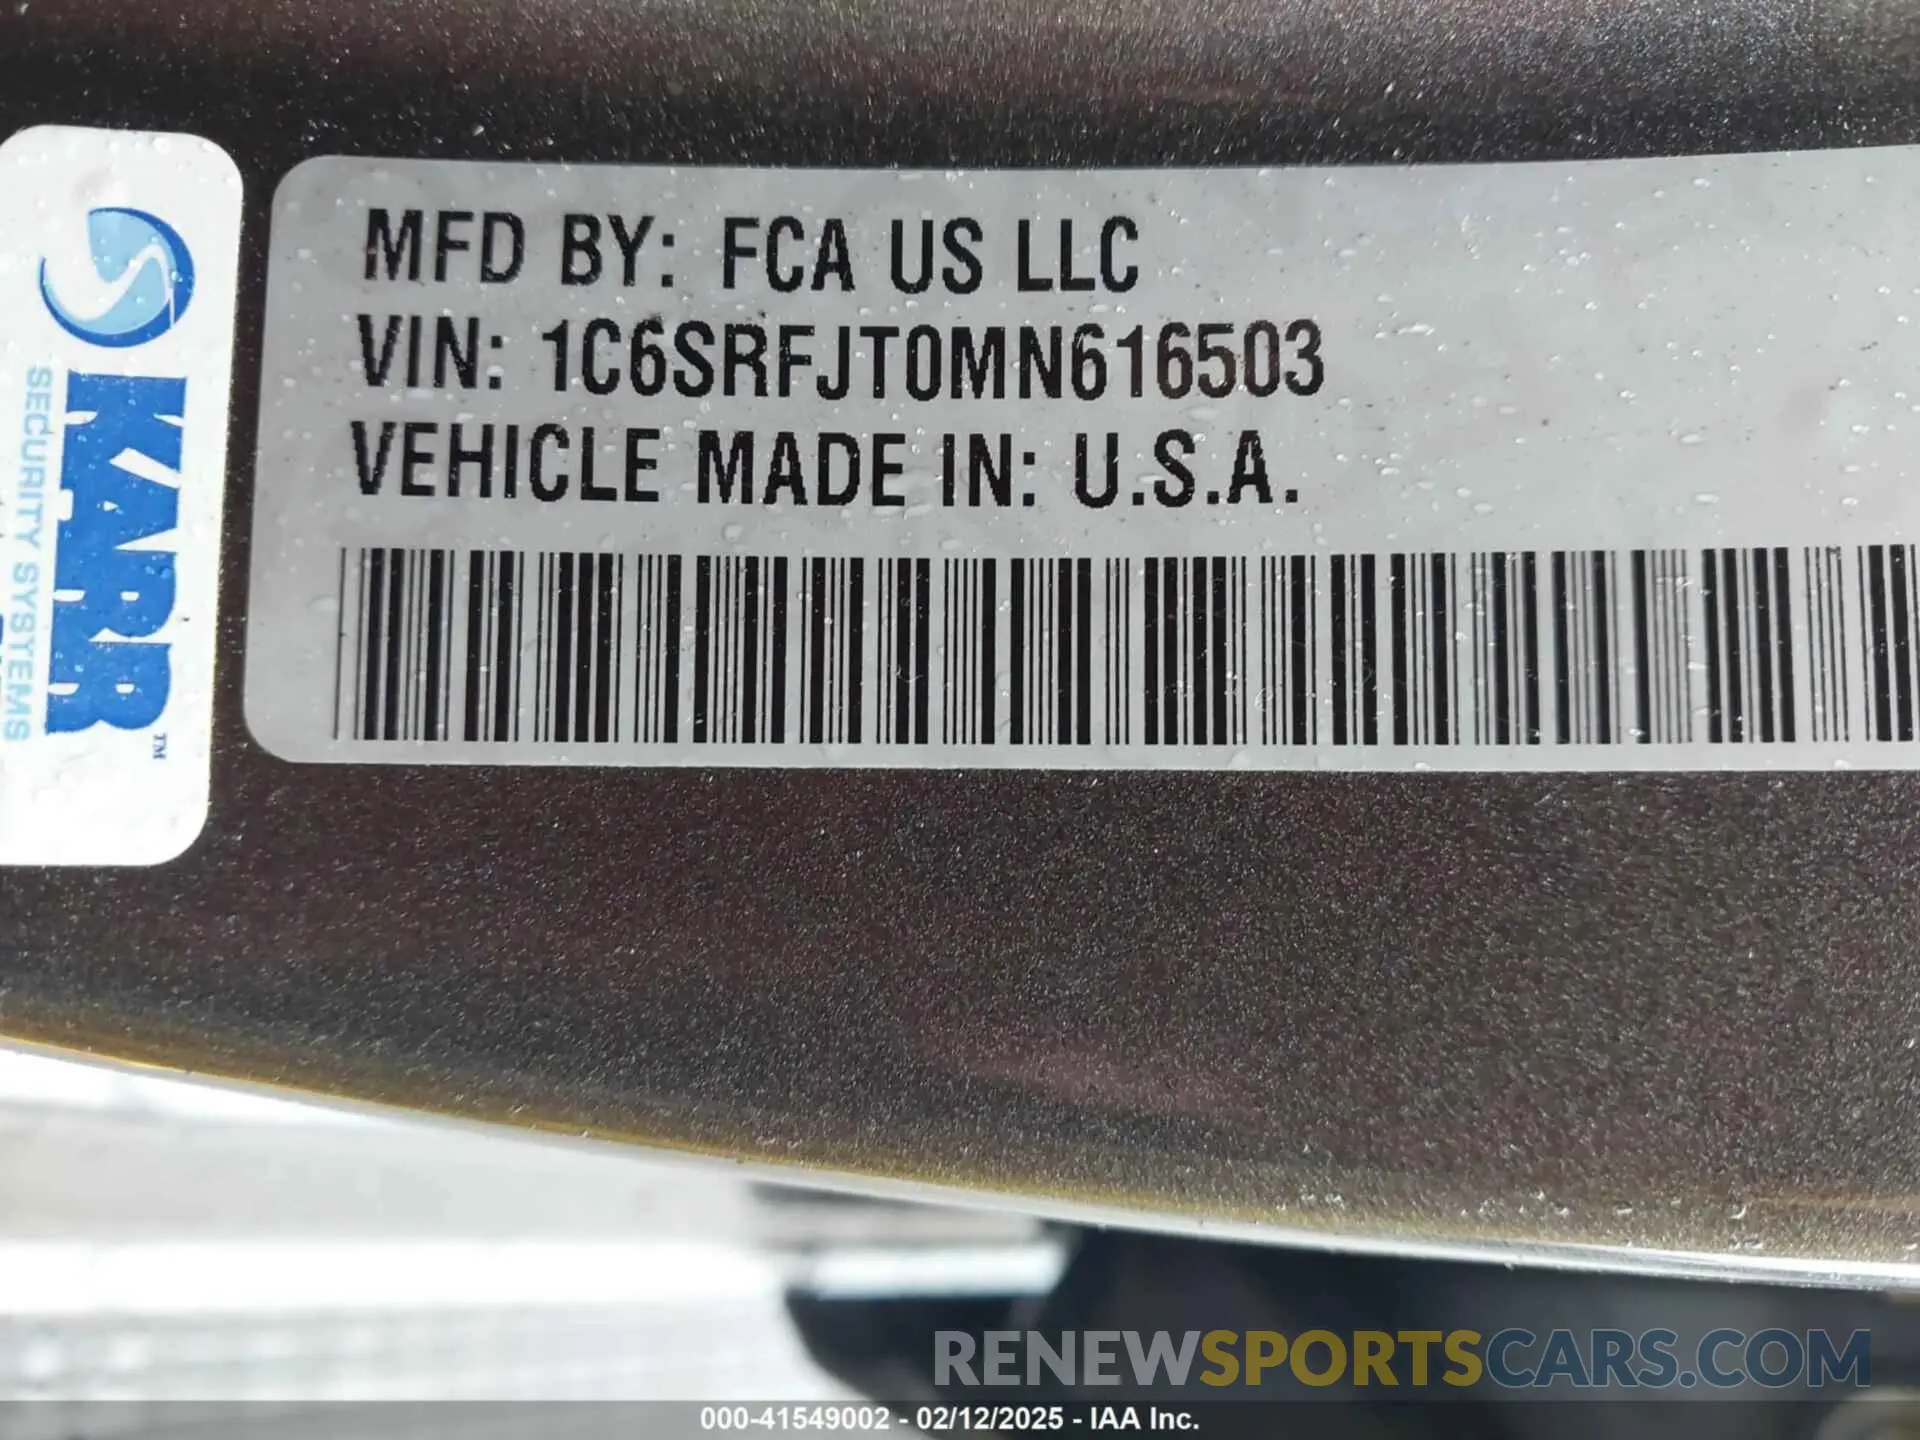 MFD BY: FCA US LLC
VIN: 1C6SRFJT0MN616503
VEHICLE MADE IN: U.S.A.
KARR™
SECURITY SYSTEMS
RENEWSPORTSCARS.COM
000-41549002 - 02/12/2025 - IAA Inc.